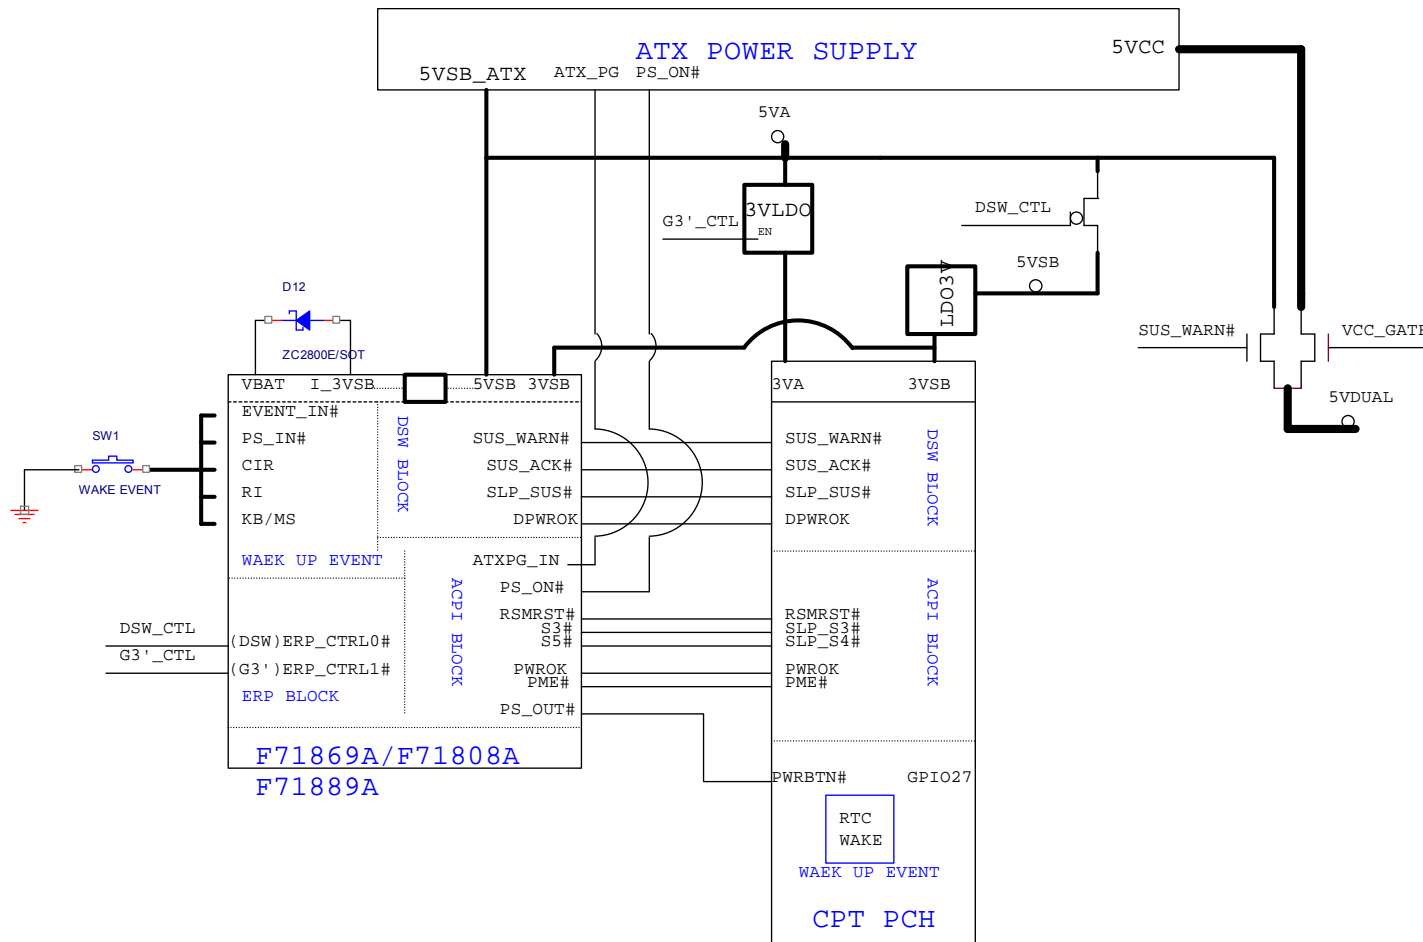 ATX POWER SUPPLY
5VCC
5VSB_ATX
ATX_PG
PS_ON#
5VA
3VLDO
EN
G3'_CTL
DSW_CTL
5VSB
LDO3V
D12
ZC2800E/SOT
SUS_WARN#
VCC_GATE
5VDUAL
VBAT
I_3VSB
5VSB
3VSB
EVENT_IN#
PS_IN#
CIR
RI
KB/MS
WAEK UP EVENT
SW1
WAKE EVENT
DSW BLOCK
SUS_WARN#
SUS_ACK#
SLP_SUS#
DPWROK
ATXPG_IN
PS_ON#
RSMRST#
S3#
S5#
PWROK
PME#
PS_OUT#
ACPI BLOCK
DSW_CTL
G3'_CTL
(DSW)ERP_CTRL0#
(G3')ERP_CTRL1#
ERP BLOCK
F71869A/F71808A
F71889A
3VA
3VSB
SUS_WARN#
SUS_ACK#
SLP_SUS#
DPWROK
DSW BLOCK
RSMRST#
SLP_S3#
SLP_S4#
PWROK
PME#
ACPI BLOCK
PWRBTN#
GPIO27
RTC
WAKE
WAEK UP EVENT
CPT PCH